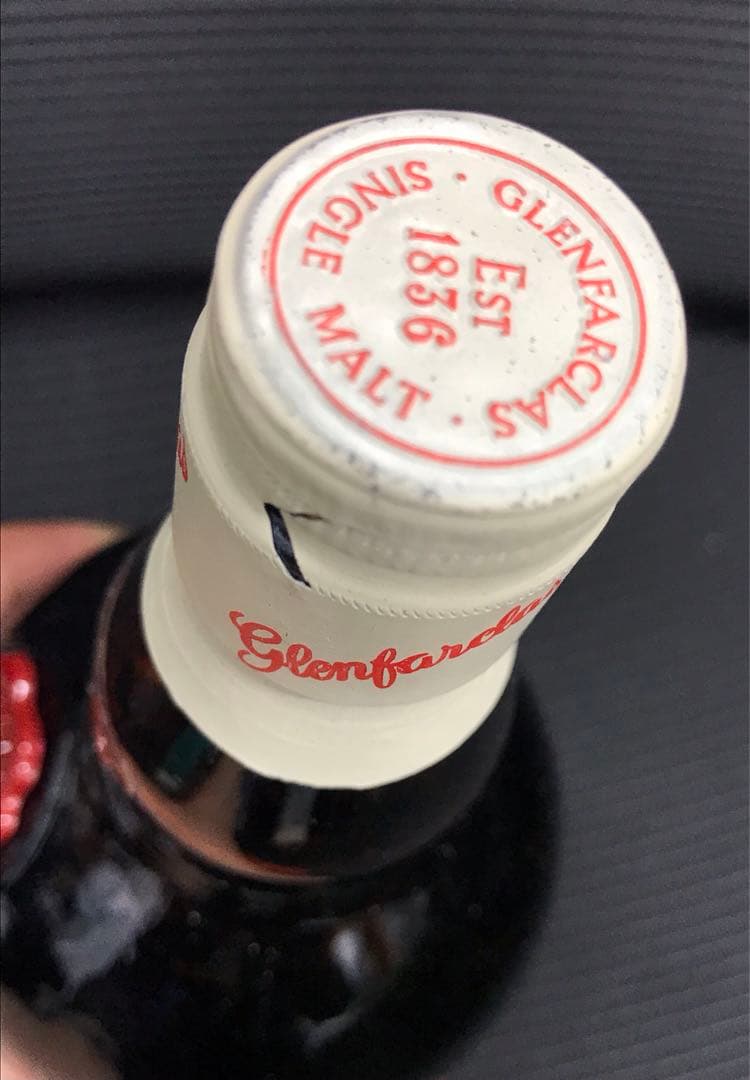 GLENFARCLAS · SINGLE MALT ·
EST
1836
Glenfarclas